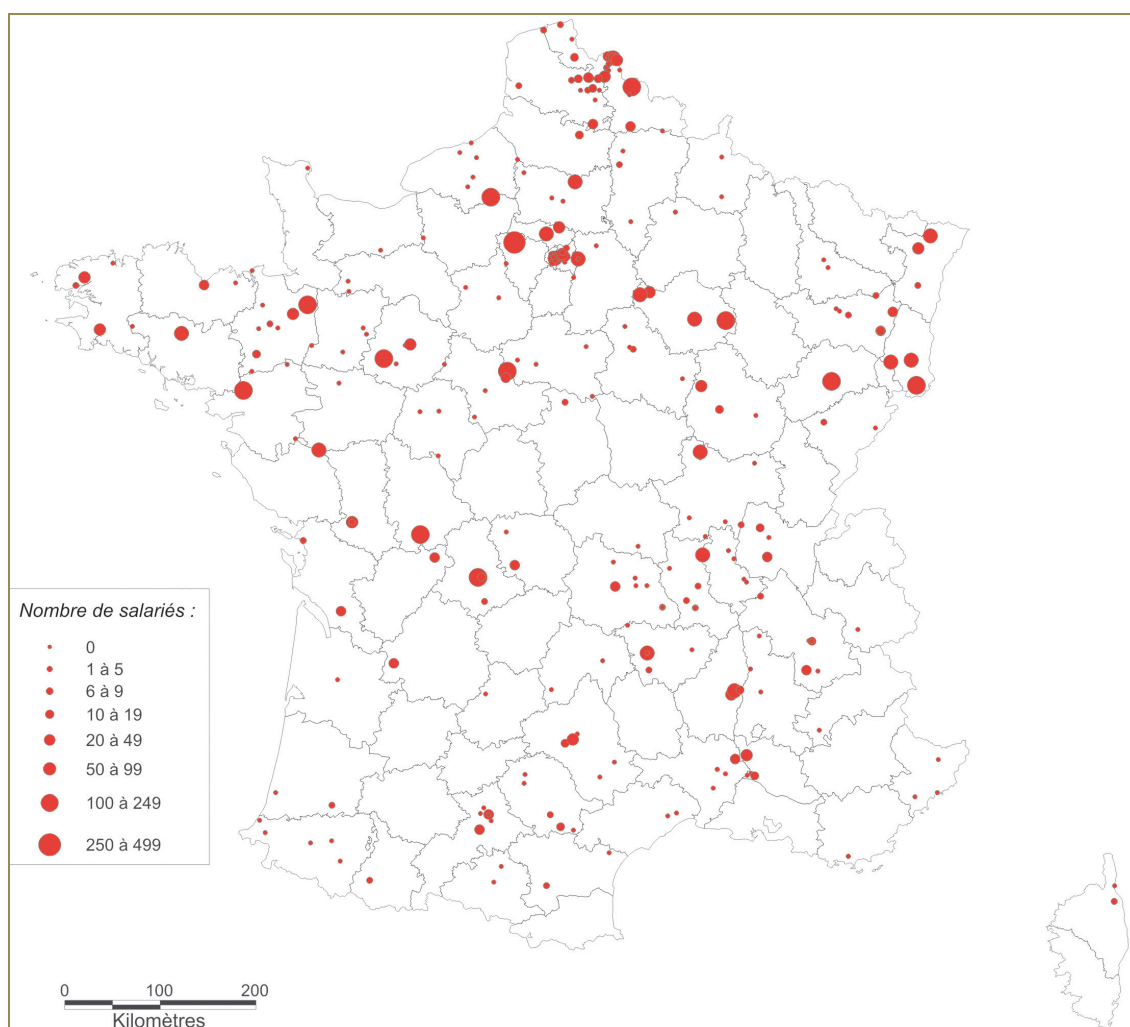 Nombre de salariés :
0
1 à 5
6 à 9
10 à 19
20 à 49
50 à 99
100 à 249
250 à 499
0 100 200
Kilomètres